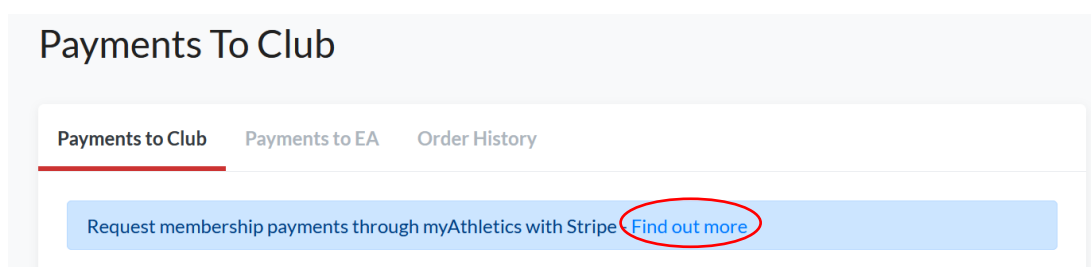 Payments To Club
Payments to Club Payments to EA Order History
Request membership payments through myAthletics with Stripe - Find out more